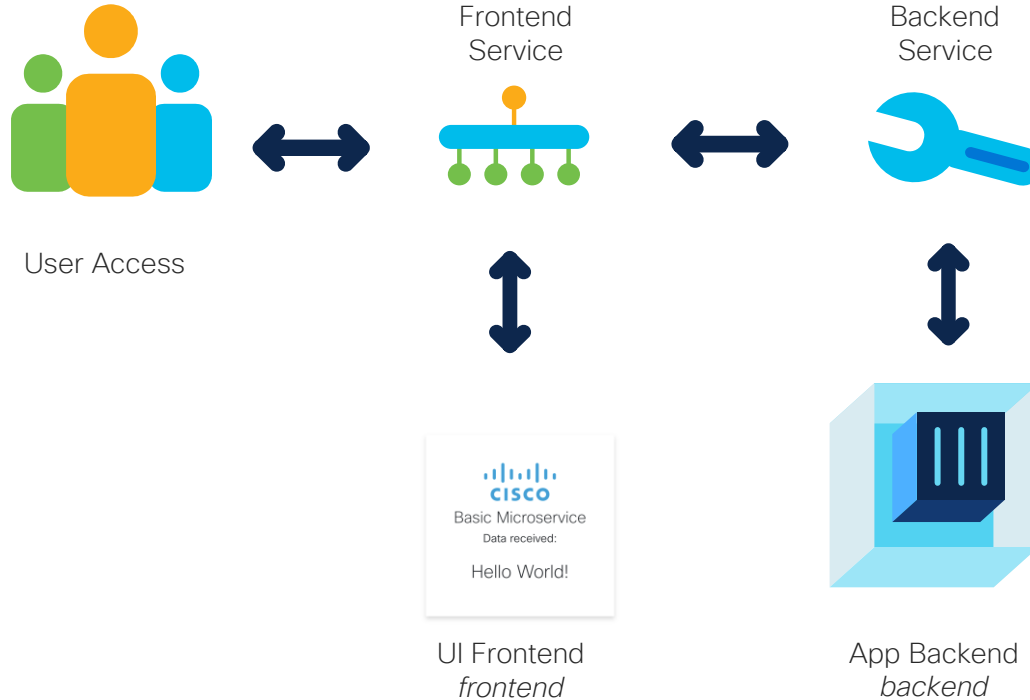 Frontend
Service
Backend
Service
User Access
CISCO
Basic Microservice
Data received:
Hello World!
UI Frontend
frontend
App Backend
backend